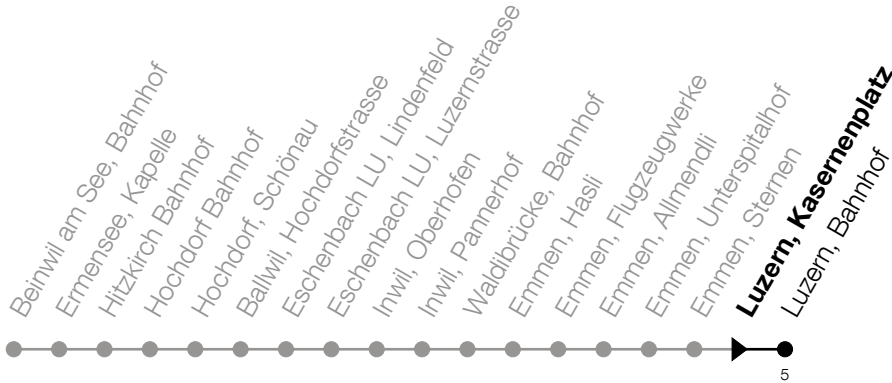 Beinwil am See, Bahnhof
Ermensee, Kapelle
Hitzkirch Bahnhof
Hochdorf Bahnhof
Hochdorf, Schönau
Ballwil, Hochdorfstrasse
Eschenbach LU, Lindenfeld
Eschenbach LU, Luzernstrasse
Inwil, Oberhofen
Inwil, Pannerhof
Waldibrücke, Bahnhof
Emmen, Hasli
Emmen, Flugzeugwerke
Emmen, Allmendli
Emmen, Unterspitalhof
Emmen, Sternen
Luzern, Kasernenplatz
Luzern, Bahnhof
5